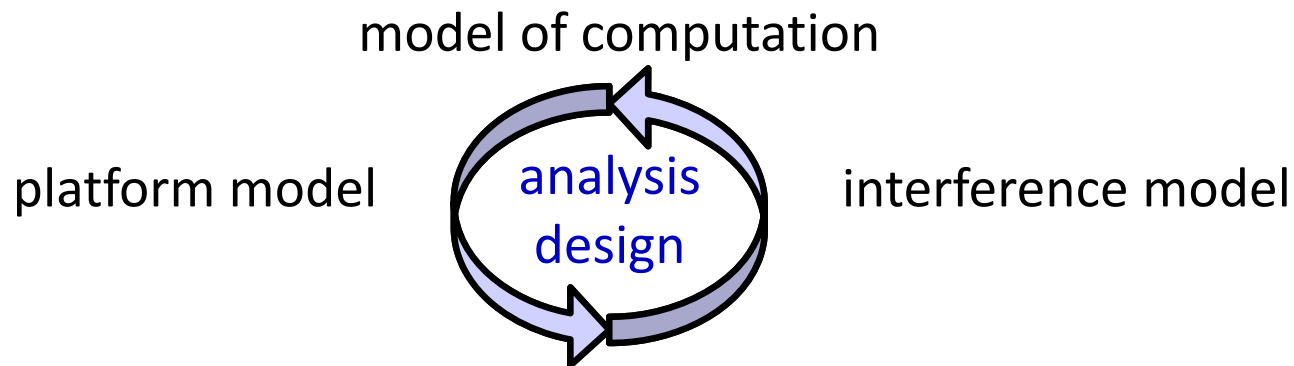 model of computation
platform model
analysis
design
interference model